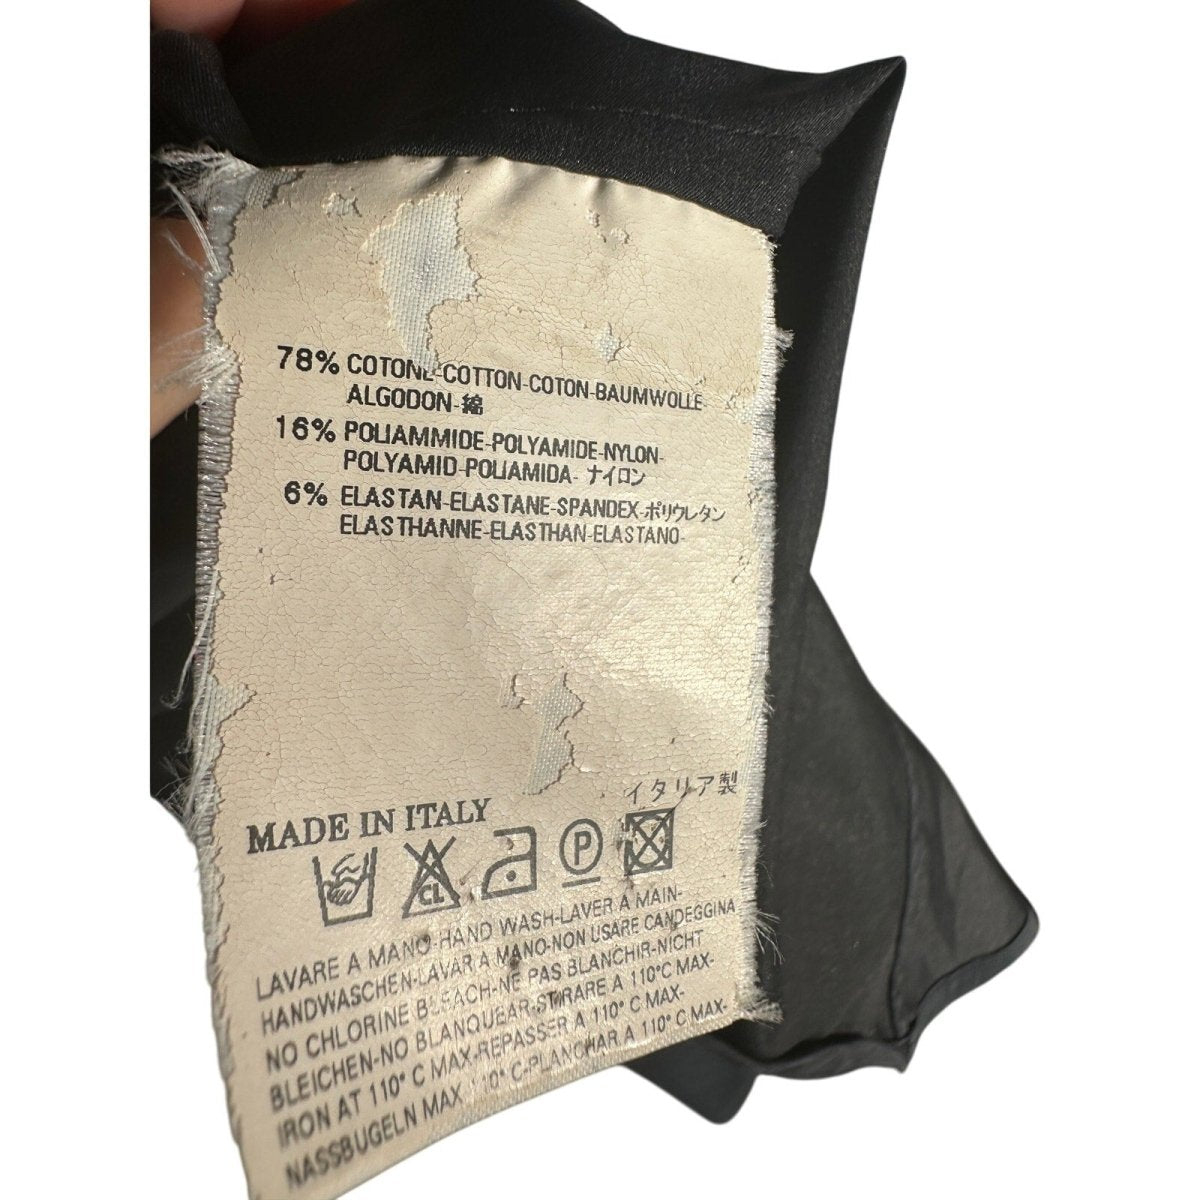 78% COTONE-COTTON-COTON-BAUMWOLLE
ALGODON-綿
16% POLIAMMIDE-POLYAMIDE-NYLON-
POLYAMID-POLIAMIDA- ナイロン
6% ELASTAN-ELASTANE-SPANDEX-ポリウレタン
ELASTHANNE-ELASTHAN-ELASTANO-
イタリア製
MADE IN ITALY
CL P
LAVARE A MANO-HAND WASH-LAVER A MAIN-
HANDWASCHEN-LAVAR A MANO-NON USARE CANDEGGINA
NO CHLORINE BLEACH-NE PAS BLANCHIR-NICHT
BLEICHEN-NO BLANQUEAR-STIRARE A 110°C MAX-
IRON AT 110° C MAX-REPASSER A 110° C MAX-
NASSBUGELN MAX 110° C-PLANCHAR A 110° C MAX-